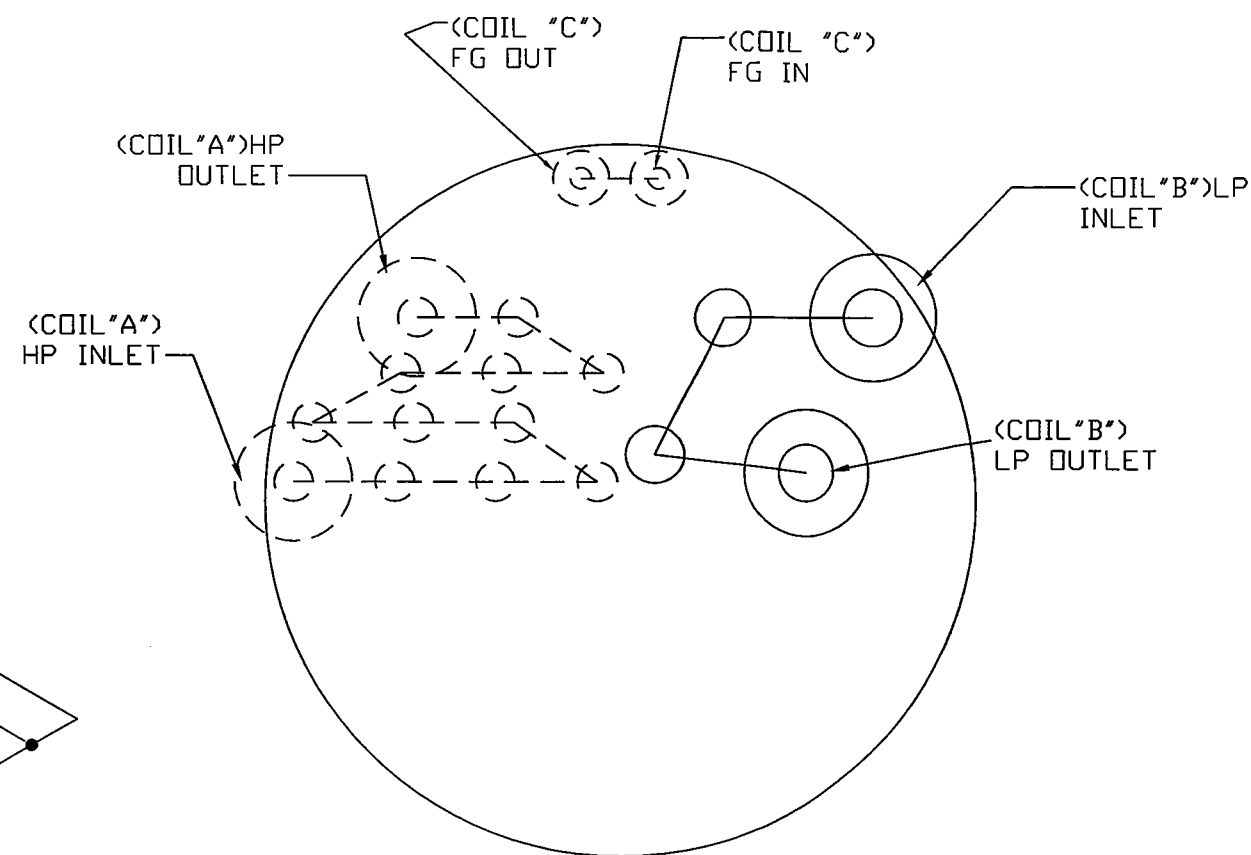 (COIL "C")
FG OUT
(COIL "C")
FG IN
(COIL"A")HP
OUTLET
(COIL"B")LP
INLET
(COIL"A")
HP INLET
(COIL"B")
LP OUTLET